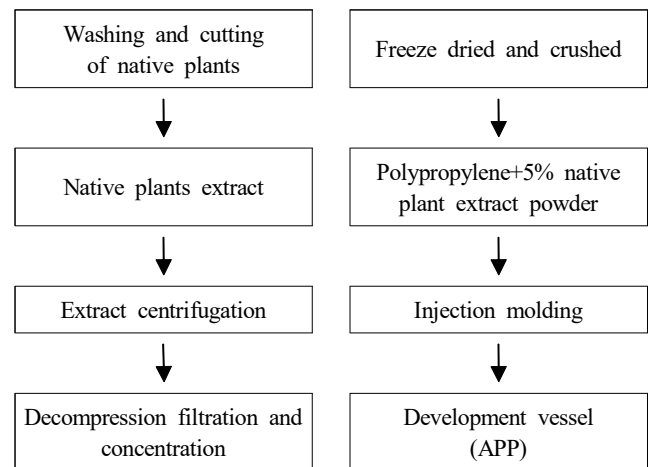 Washing and cutting
of native plants
Native plants extract
Extract centrifugation
Decompression filtration and
concentration
Freeze dried and crushed
Polypropylene+5% native
plant extract powder
Injection molding
Development vessel
(APP)